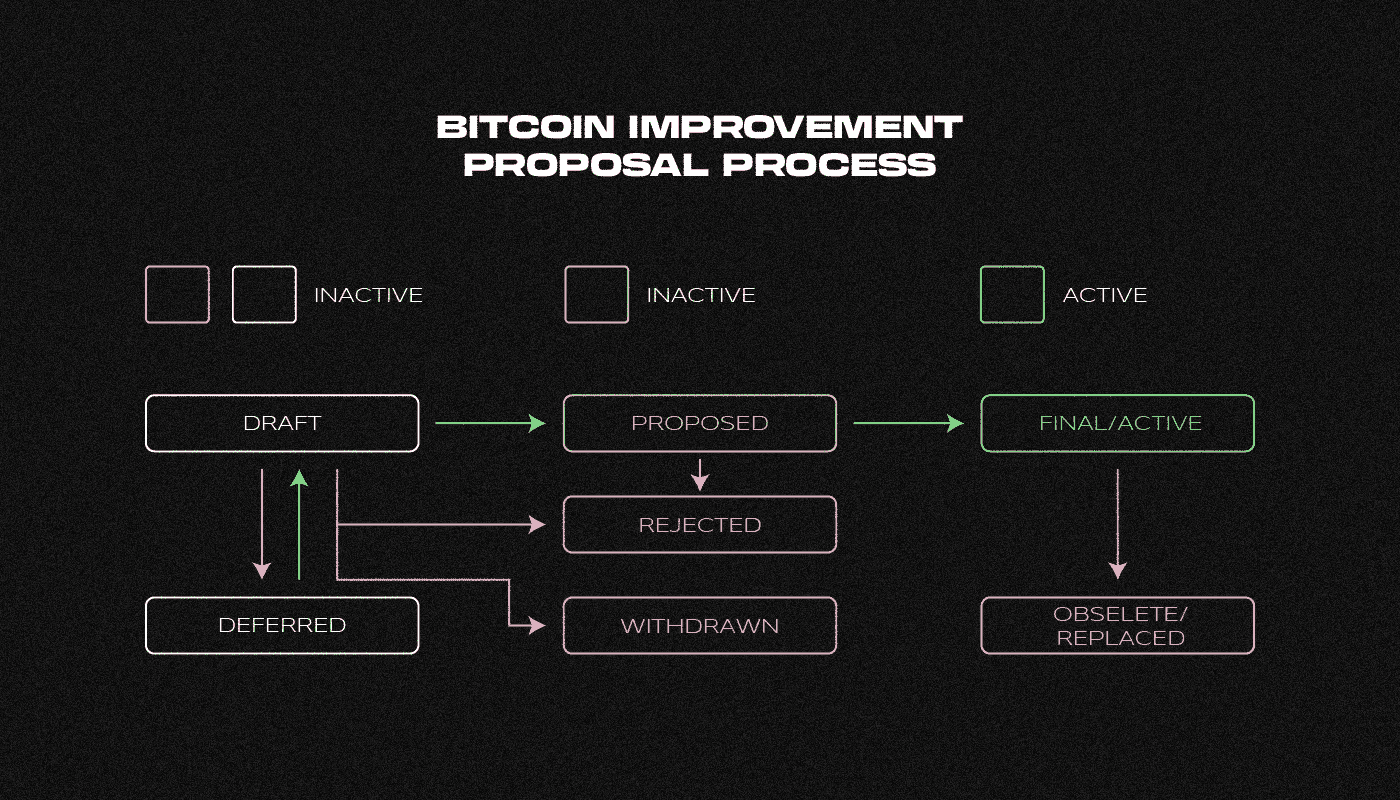 BITCOIN IMPROVEMENT
PROPOSAL PROCESS
INACTIVE
INACTIVE
ACTIVE
DRAFT
PROPOSED
FINAL/ACTIVE
REJECTED
DEFERRED
WITHDRAWN
OBSELETE/
REPLACED